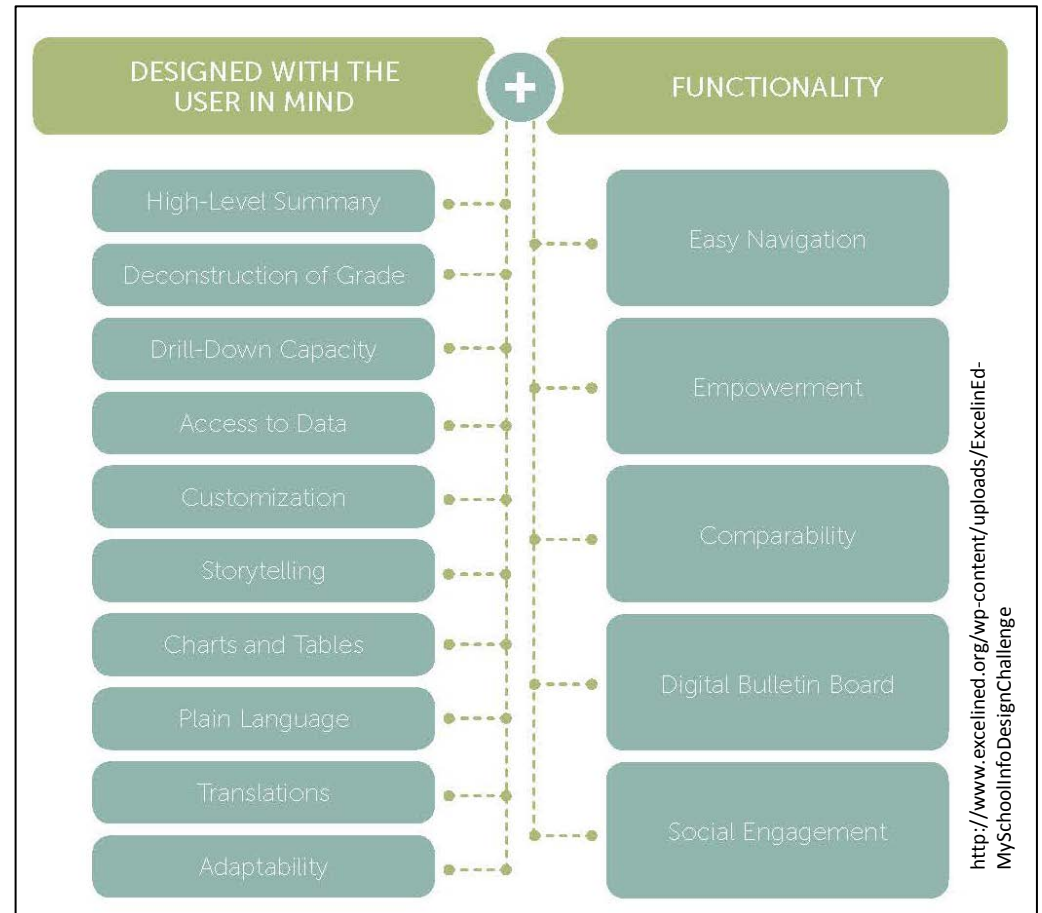 DESIGNED WITH THE
USER IN MIND
+
FUNCTIONALITY
High-Level Summary
Deconstruction of Grade
Drill-Down Capacity
Access to Data
Customization
Storytelling
Charts and Tables
Plain Language
Translations
Adaptability
Easy Navigation
Empowerment
Comparability
Digital Bulletin Board
Social Engagement
http://www.excelined.org/wp-content/uploads/ExcelinEd-
MySchoolInfoDesignChallenge